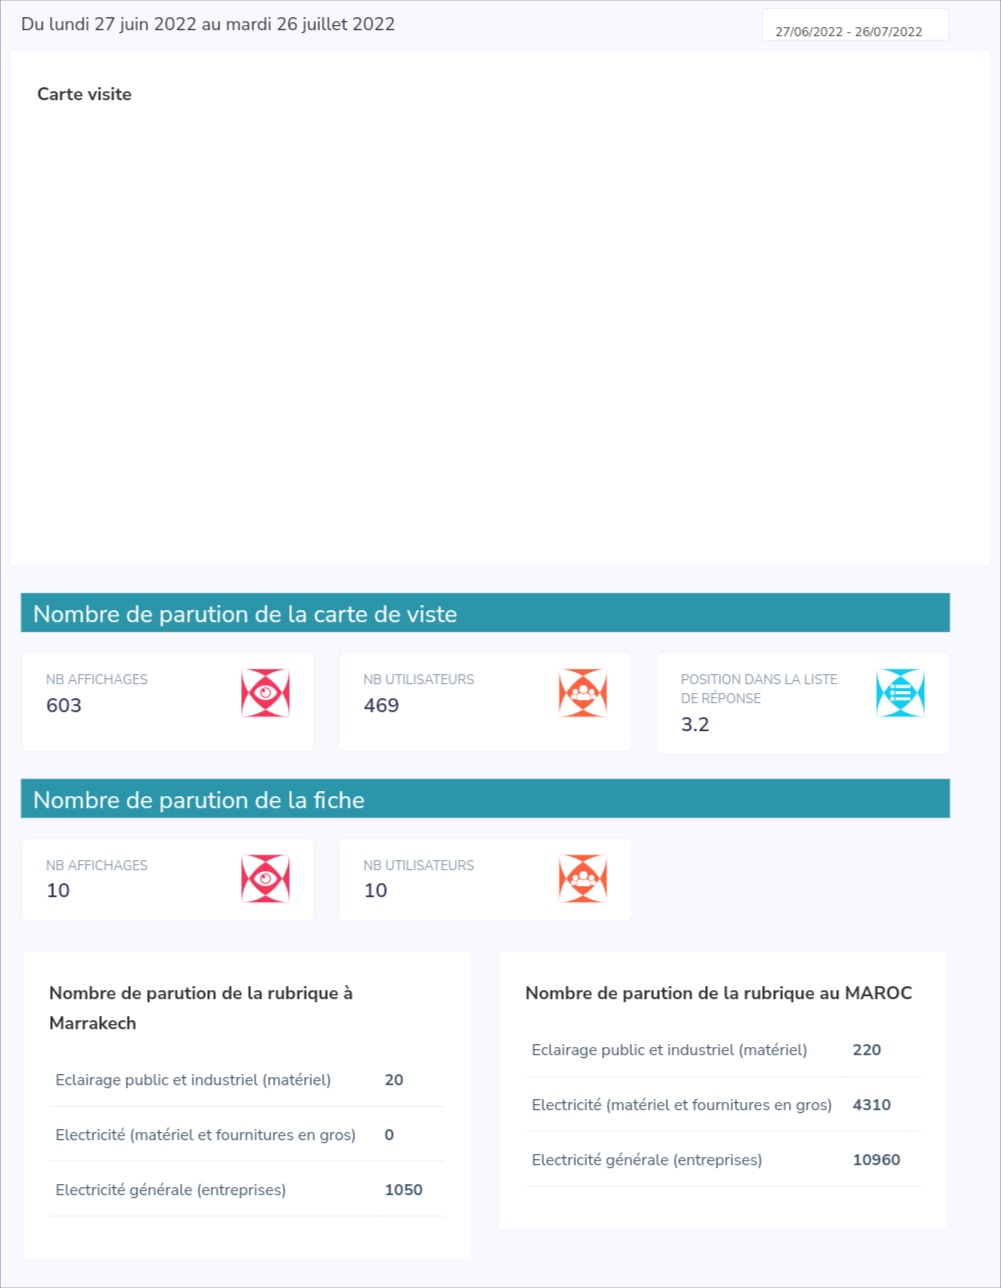 Du lundi 27 juin 2022 au mardi 26 juillet 2022
27/06/2022 - 26/07/2022
Carte visite
Nombre de parution de la carte de viste
NB AFFICHAGES
603
NB UTILISATEURS
469
POSITION DANS LA LISTE
DE RÉPONSE
3.2
Nombre de parution de la fiche
NB AFFICHAGES
10
NB UTILISATEURS
10
Nombre de parution de la rubrique à
Marrakech
Eclairage public et industriel (matériel) 20
Electricité (matériel et fournitures en gros) 0
Electricité générale (entreprises) 1050
Nombre de parution de la rubrique au MAROC
Eclairage public et industriel (matériel) 220
Electricité (matériel et fournitures en gros) 4310
Electricité générale (entreprises) 10960